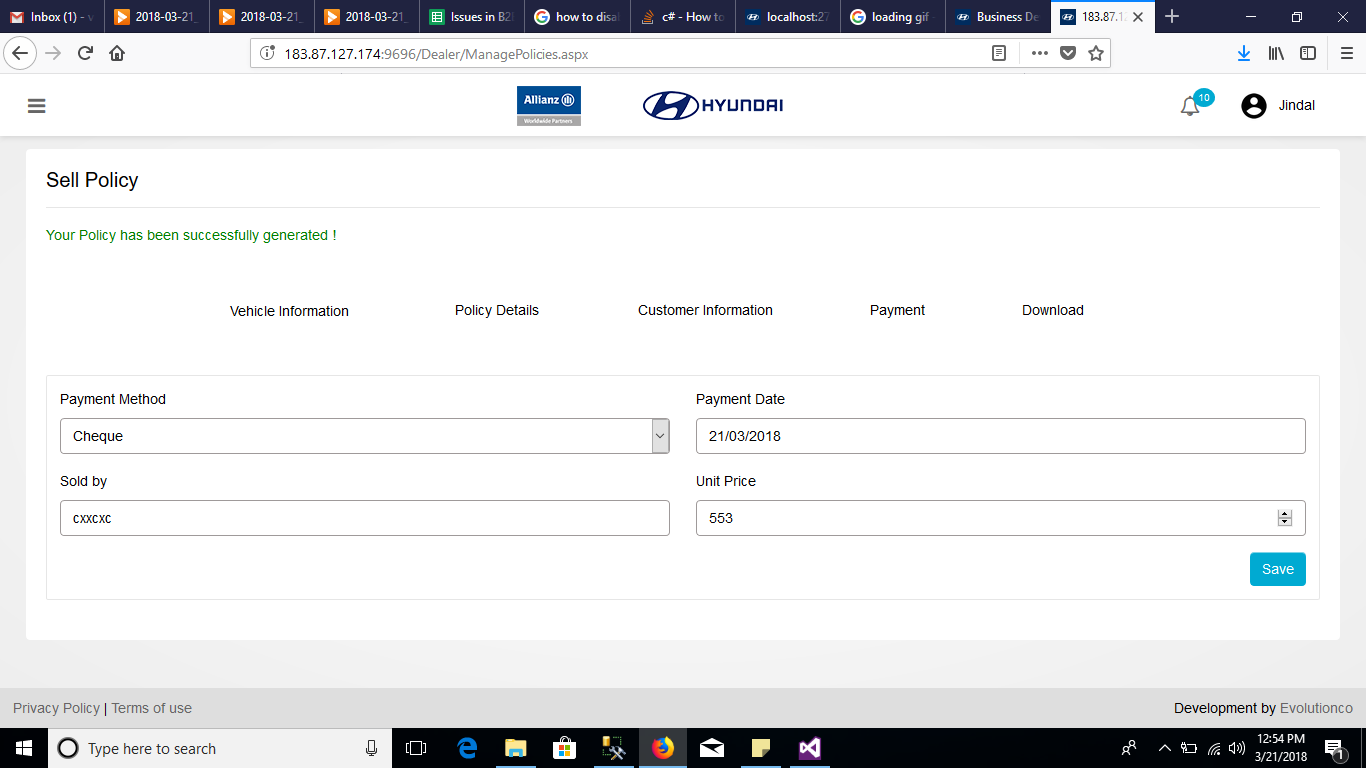 Inbox (1) - v
2018-03-21_
2018-03-21_
2018-03-21_
Issues in B2
how to disa
c# - How to
localhost:27
loading gif -
Business De
183.87.1
183.87.127.174:9696/Dealer/ManagePolicies.aspx
Allianz
Worldwide Partners
HYUNDAI
10
Jindal
Sell Policy
Your Policy has been successfully generated !
Vehicle Information
Policy Details
Customer Information
Payment
Download
Payment Method
Payment Date
Cheque
21/03/2018
Sold by
Unit Price
cxxcxc
553
Save
Privacy Policy | Terms of use
Development by Evolutionco
Type here to search
12:54 PM
3/21/2018
1